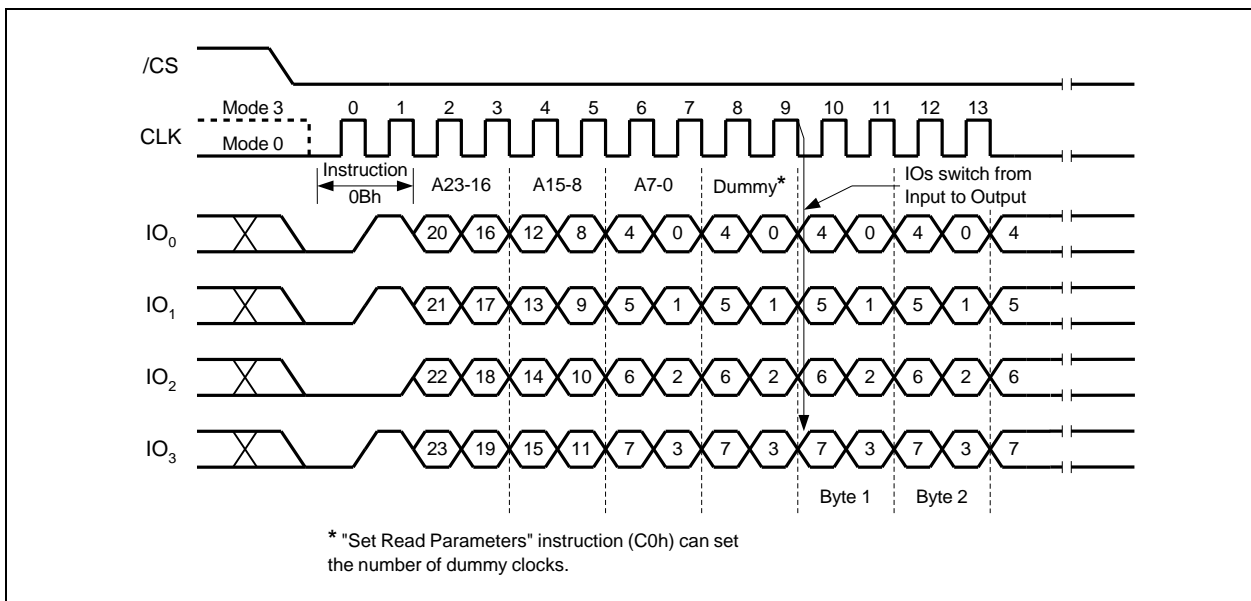 /CS
Mode 3 0 1 2 3 4 5 6 7 8 9 10 11 12 13
CLK Mode 0
Instruction
0Bh
A23-16 A15-8 A7-0 Dummy*
IOs switch from
Input to Output
IO0 20 16 12 8 4 0 4 0 4 0 4 0 4
IO1 21 17 13 9 5 1 5 1 5 1 5 1 5
IO2 22 18 14 10 6 2 6 2 6 2 6 2 6
IO3 23 19 15 11 7 3 7 3 7 3 7 3 7
Byte 1 Byte 2
* "Set Read Parameters" instruction (C0h) can set
the number of dummy clocks.